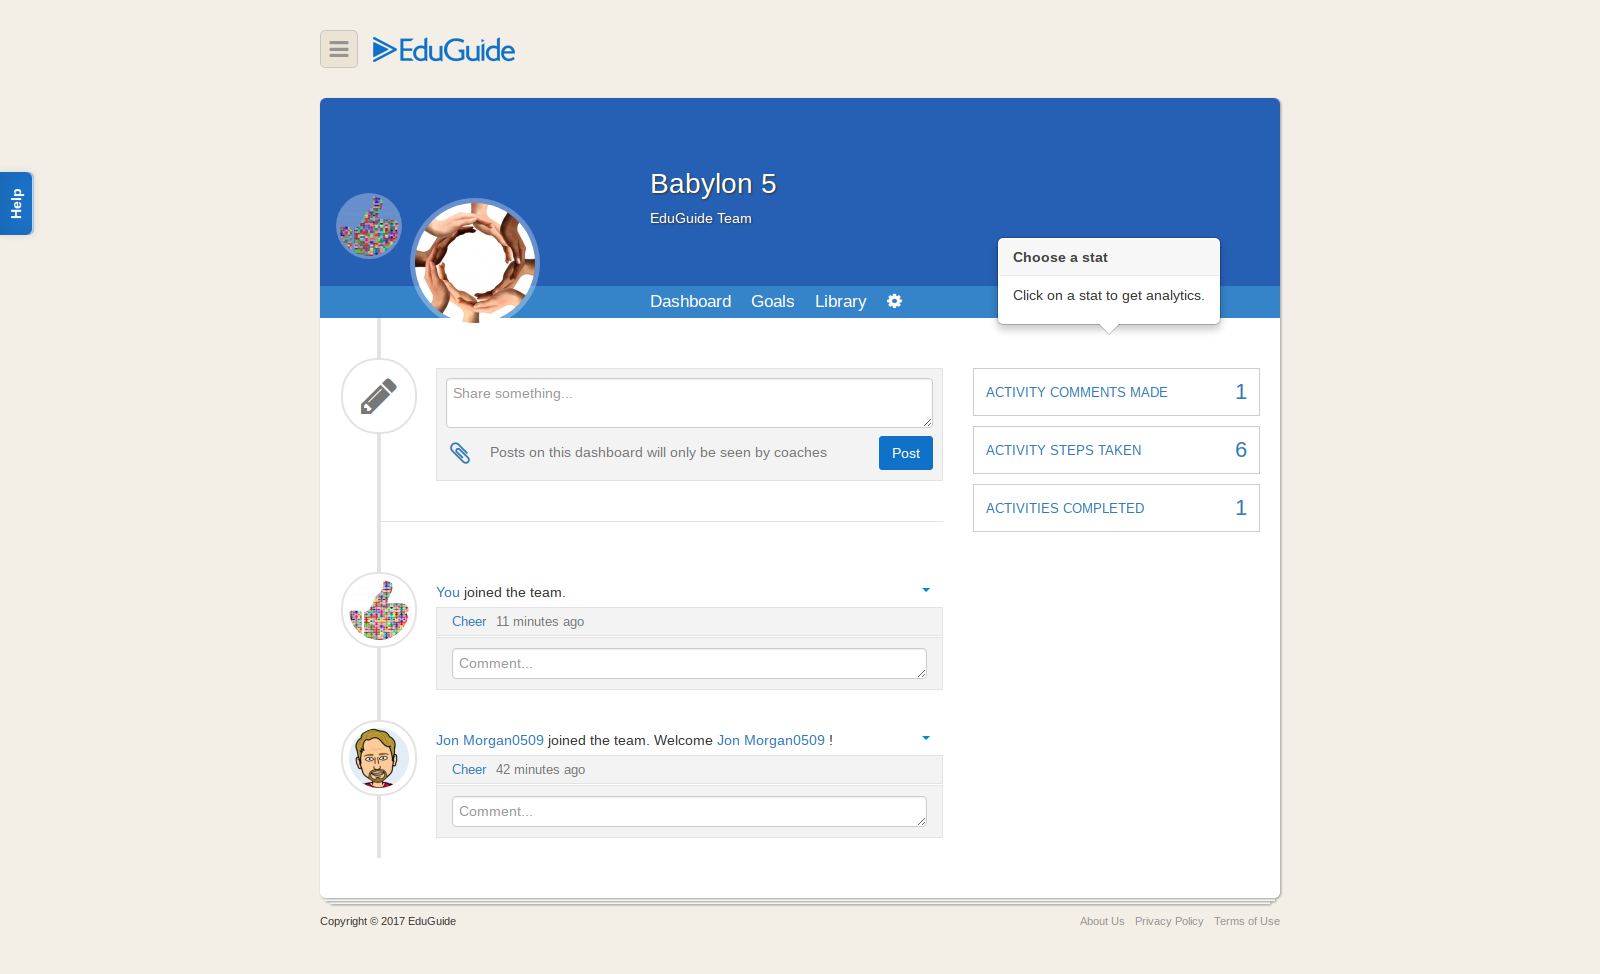 EduGuide
Help
Babylon 5
EduGuide Team
Choose a stat
Click on a stat to get analytics.
Dashboard Goals Library
Share something...
Posts on this dashboard will only be seen by coaches
Post
ACTIVITY COMMENTS MADE 1
ACTIVITY STEPS TAKEN 6
ACTIVITIES COMPLETED 1
You joined the team.
Cheer 11 minutes ago
Comment...
Jon Morgan0509 joined the team. Welcome Jon Morgan0509 !
Cheer 42 minutes ago
Comment...
Copyright © 2017 EduGuide
About Us Privacy Policy Terms of Use